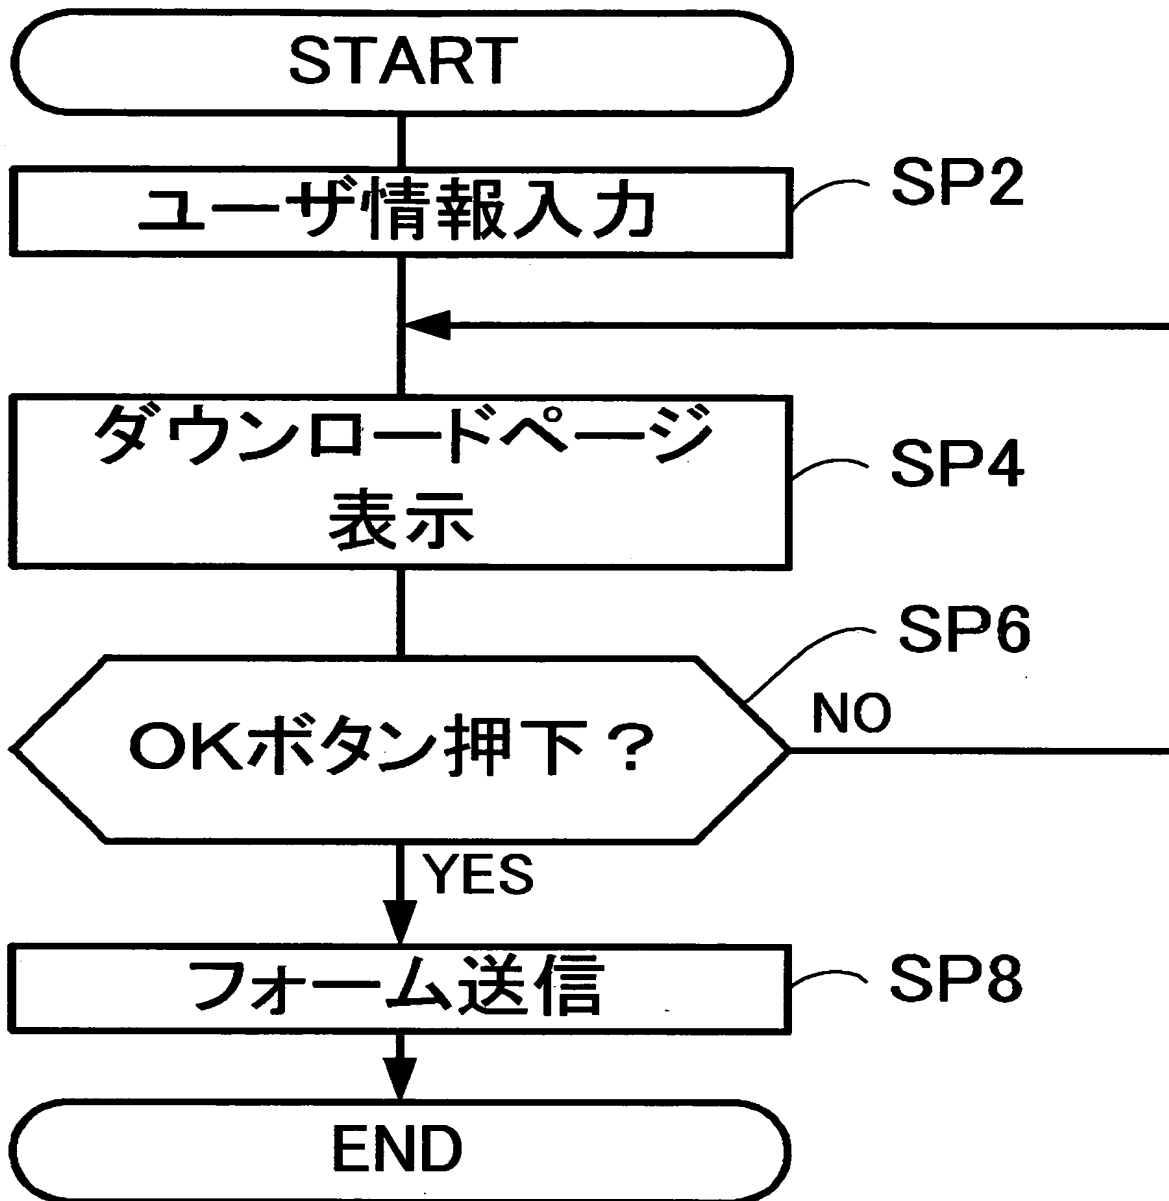 START
ユーザ情報入力
SP2
ダウンロードページ
表示
SP4
SP6
OKボタン押下？
NO
YES
フォーム送信
SP8
END